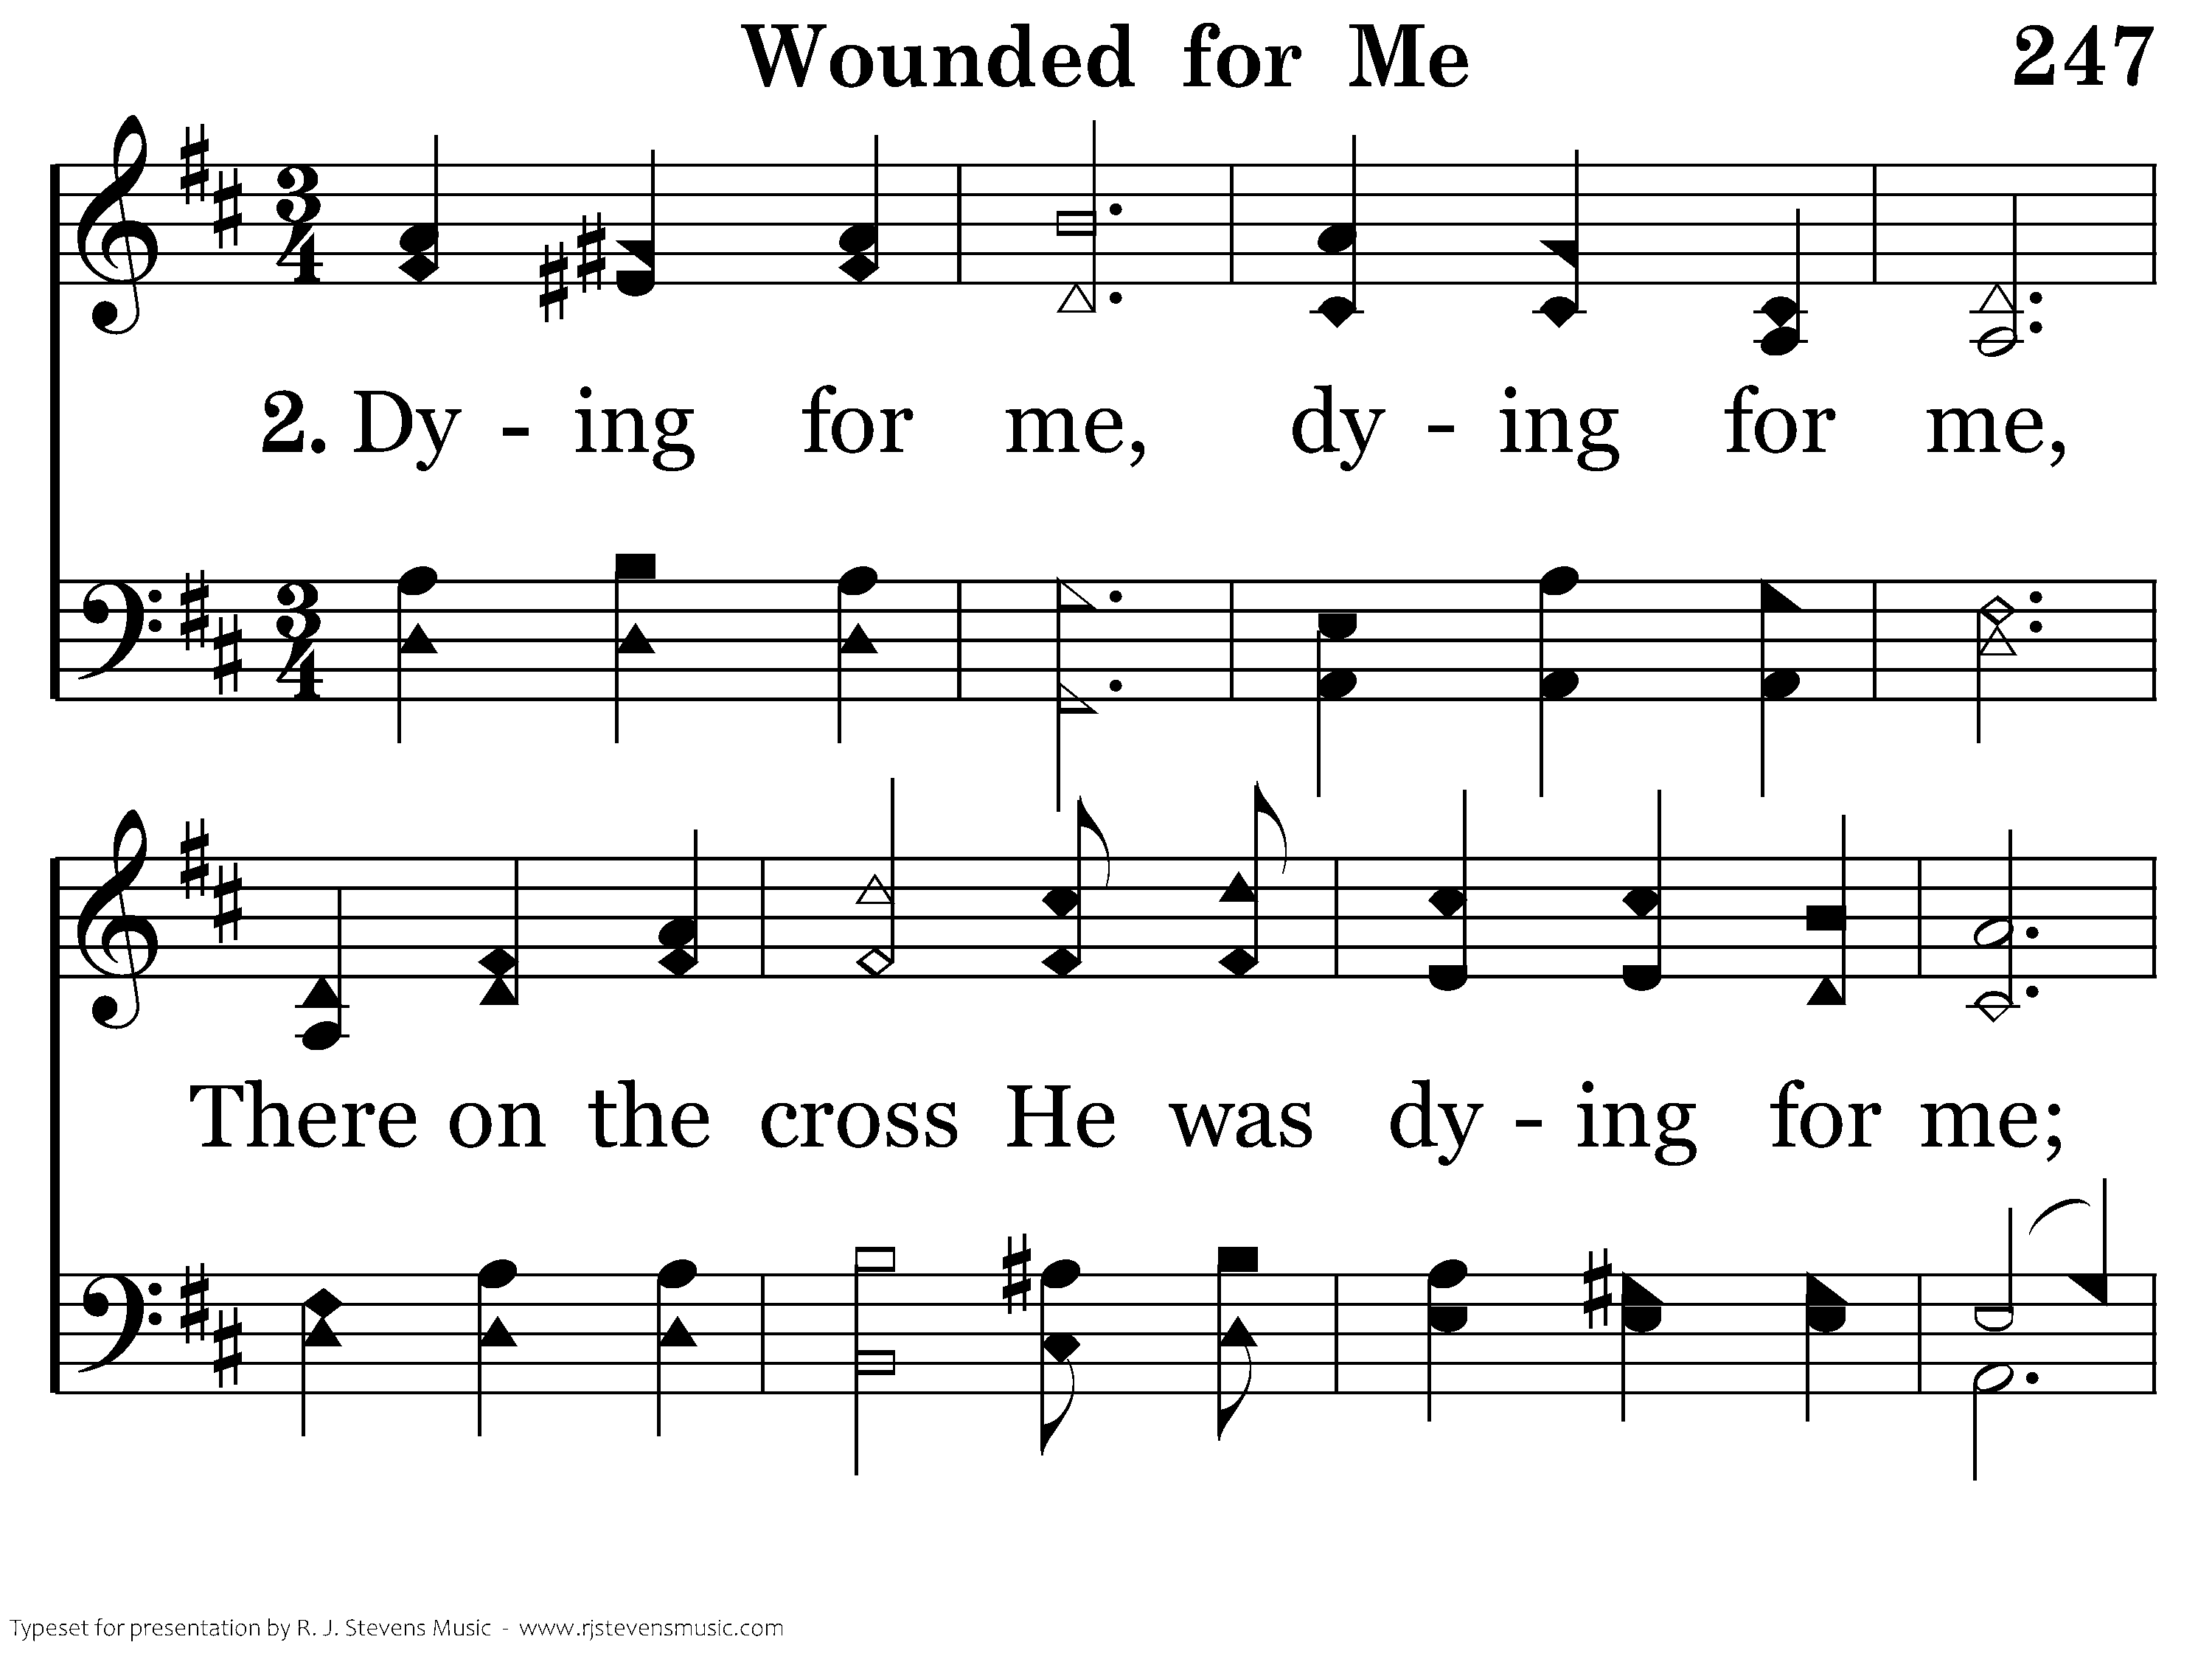 Wounded for Me 247
2. Dy - ing for me, dy - ing for me,
There on the cross He was dy - ing for me;
Typeset for presentation by R. J. Stevens Music - www.rjstevensmusic.com